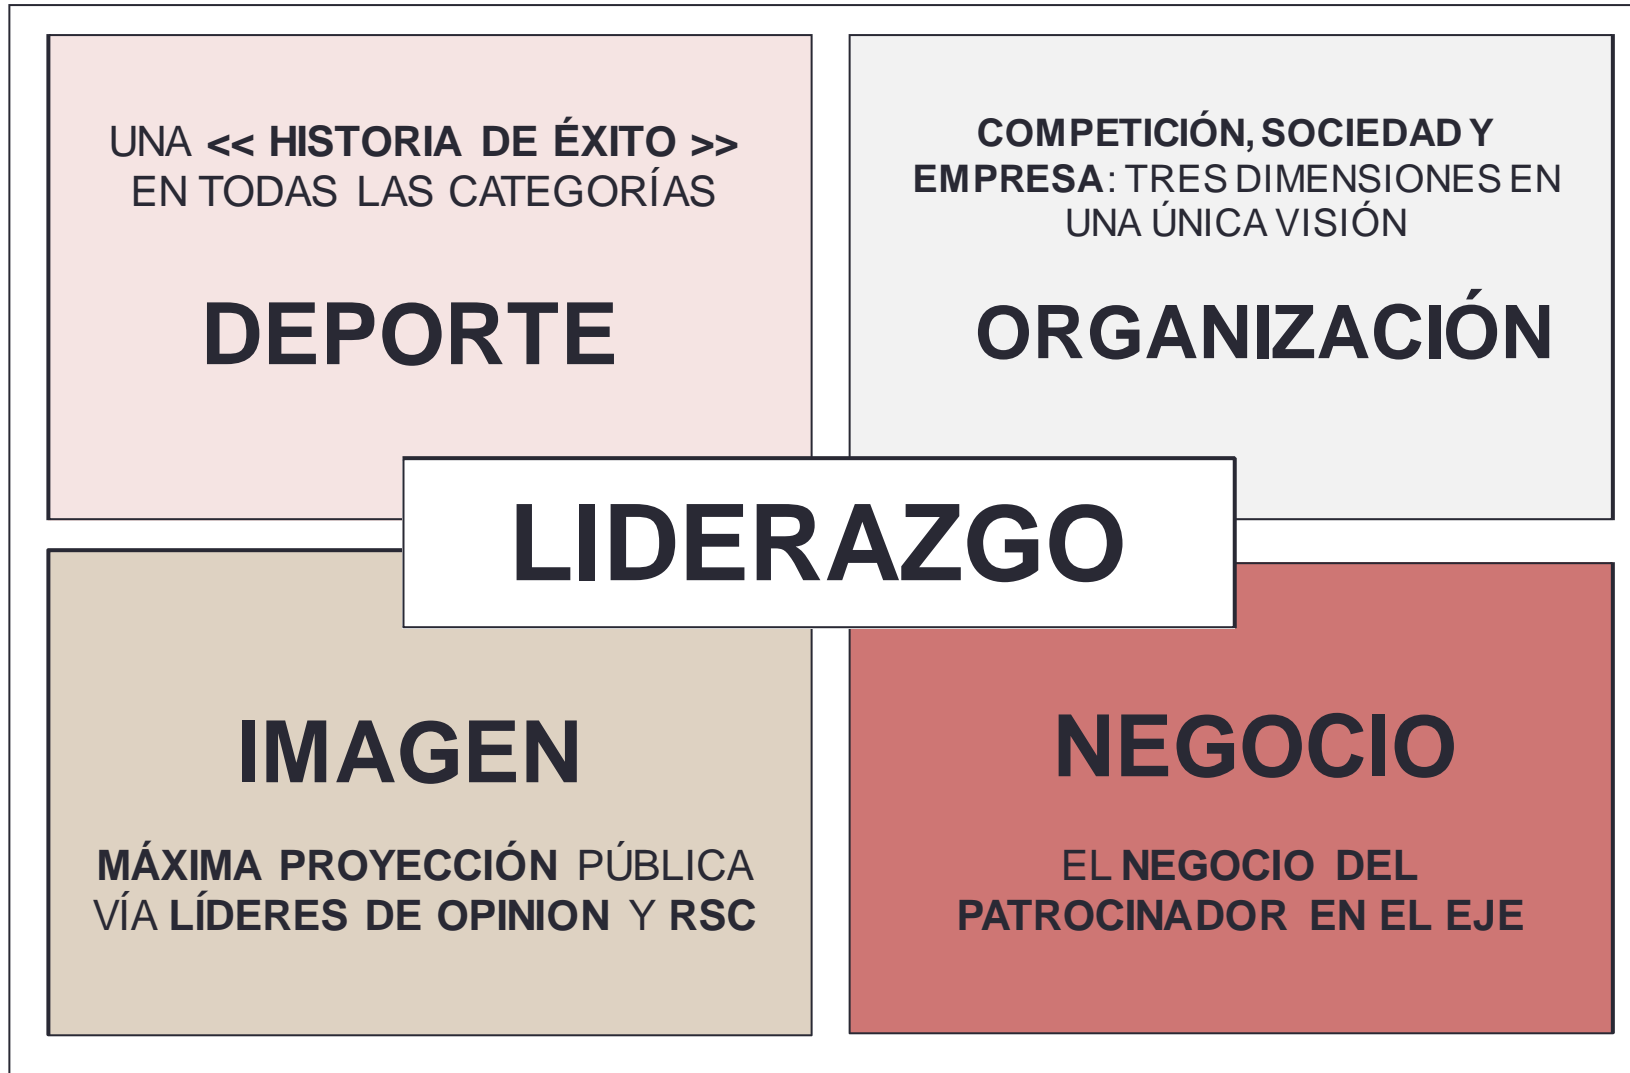 UNA << HISTORIA DE ÉXITO >>
EN TODAS LAS CATEGORÍAS
DEPORTE
COMPETICIÓN, SOCIEDAD Y
EMPRESA: TRES DIMENSIONES EN
UNA ÚNICA VISIÓN
ORGANIZACIÓN
LIDERAZGO
IMAGEN
MÁXIMA PROYECCIÓN PÚBLICA
VÍA LÍDERES DE OPINION Y RSC
NEGOCIO
EL NEGOCIO DEL
PATROCINADOR EN EL EJE